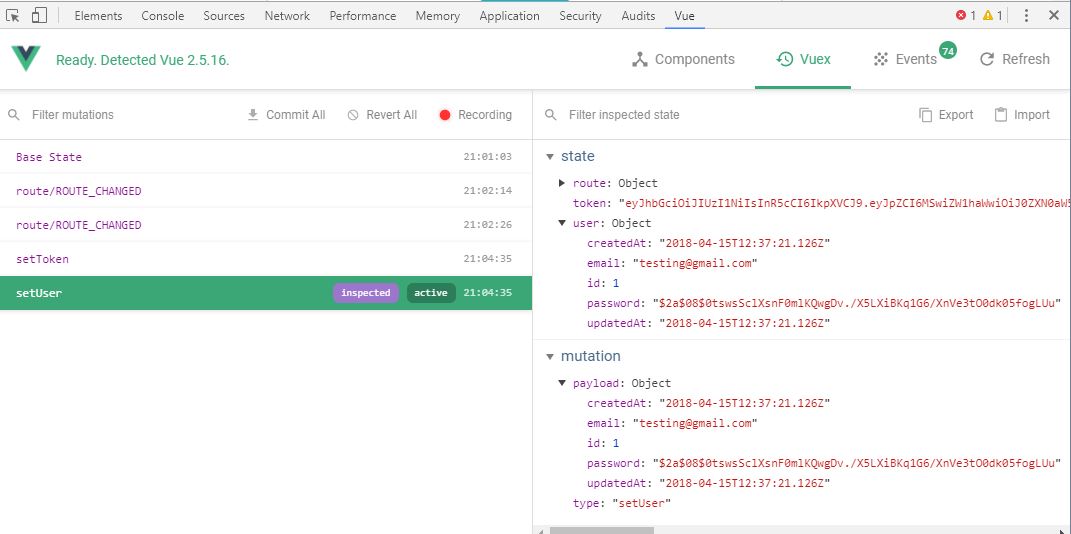 Elements Console Sources Network Performance Memory Application Security Audits Vue 1 1
Ready. Detected Vue 2.5.16. Components Vuex Events 74 Refresh
Filter mutations Commit All Revert All Recording
Filter inspected state Export Import
Base State 21:01:03
route/ROUTE_CHANGED 21:02:14
route/ROUTE_CHANGED 21:02:26
setToken 21:04:35
setUser inspected active 21:04:35
state
route: Object
token: "eyJhbGciOiJIUzI1NiIsInR5cCI6IkpXVCJ9.eyJpZCI6MSwiZW1haWwiOiJ0ZXN0aW5
user: Object
createdAt: "2018-04-15T12:37:21.126Z"
email: "testing@gmail.com"
id: 1
password: "$2a$08$0tswsSclXsnF0mlKQwgDv./X5LXiBKq1G6/XnVe3tO0dk05fogLUu"
updatedAt: "2018-04-15T12:37:21.126Z"
mutation
payload: Object
createdAt: "2018-04-15T12:37:21.126Z"
email: "testing@gmail.com"
id: 1
password: "$2a$08$0tswsSclXsnF0mlKQwgDv./X5LXiBKq1G6/XnVe3tO0dk05fogLUu"
updatedAt: "2018-04-15T12:37:21.126Z"
type: "setUser"